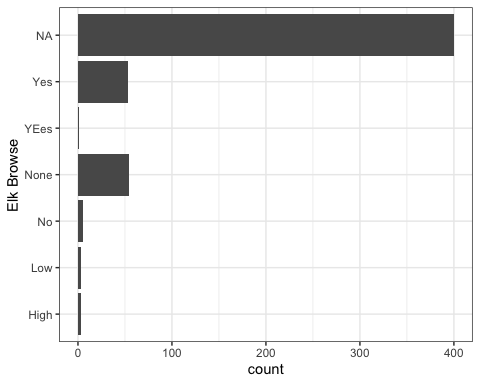 NA
Yes
YEes
None
No
Low
High
Elk Browse
0 100 200 300 400
count